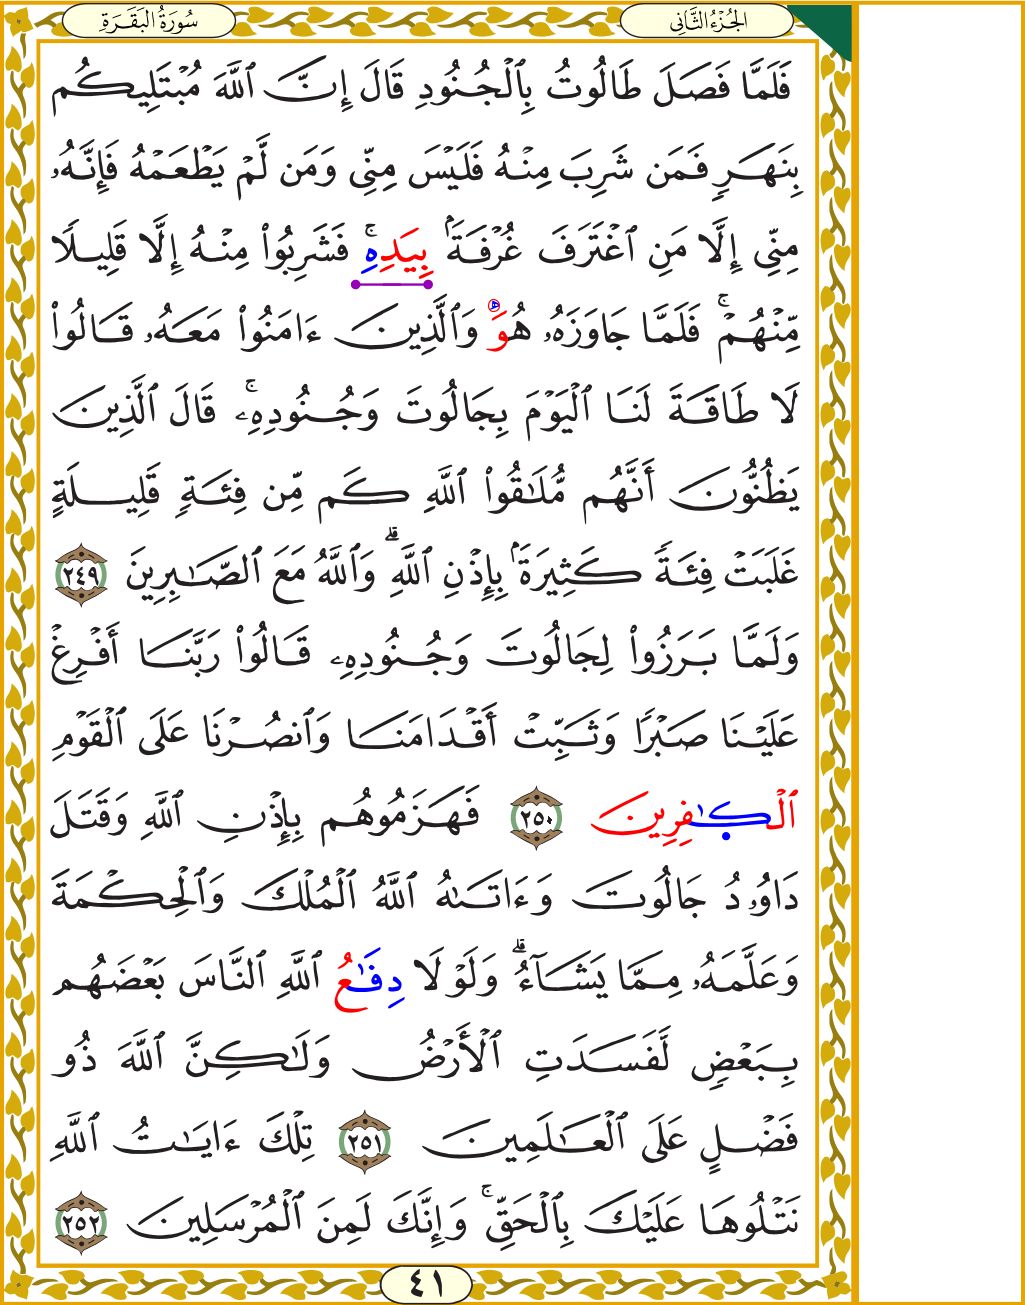 الجُزْءُ الثَّانِي
سُورَةُ البَقَرَةِ
فَلَمَّا فَصَلَ طَالُوتُ بِٱلْجُنُودِ قَالَ إِنَّ ٱللَّهَ مُبْتَلِيكُم
بِنَهَرٍ فَمَن شَرِبَ مِنْهُ فَلَيْسَ مِنِّى وَمَن لَّمْ يَطْعَمْهُ فَإِنَّهُۥ
مِنِّى إِلَّا مَنِ ٱغْتَرَفَ غُرْفَةَۢ بِيَدِهِۚ فَشَرِبُوا۟ مِنْهُ إِلَّا قَلِيلًا
مِّنْهُمْۚ فَلَمَّا جَاوَزَهُۥ هُوَ وَٱلَّذِينَ ءَامَنُوا۟ مَعَهُۥ قَالُوا۟
لَا طَاقَةَ لَنَا ٱلْيَوْمَ بِجَالُوتَ وَجُنُودِهِۦۚ قَالَ ٱلَّذِينَ
يَظُنُّونَ أَنَّهُم مُّلَٰقُوا۟ ٱللَّهِ كَم مِّن فِئَةٍ قَلِيلَةٍ
غَلَبَتْ فِئَةً كَثِيرَةَۢ بِإِذْنِ ٱللَّهِۗ وَٱللَّهُ مَعَ ٱلصَّٰبِرِينَ ٢٤٩
وَلَمَّا بَرَزُوا۟ لِجَالُوتَ وَجُنُودِهِۦ قَالُوا۟ رَبَّنَا أَفْرِغْ
عَلَيْنَا صَبْرًا وَثَبِّتْ أَقْدَامَنَا وَٱنصُرْنَا عَلَى ٱلْقَوْمِ
ٱلْكَٰفِرِينَ ٢٥٠ فَهَزَمُوهُم بِإِذْنِ ٱللَّهِ وَقَتَلَ
دَاوُۥدُ جَالُوتَ وَءَاتَىٰهُ ٱللَّهُ ٱلْمُلْكَ وَٱلْحِكْمَةَ
وَعَلَّمَهُۥ مِمَّا يَشَآءُۗ وَلَوْلَا دِفَٰعُ ٱللَّهِ ٱلنَّاسَ بَعْضَهُم
بِبَعْضٍ لَّفَسَدَتِ ٱلْأَرْضُ وَلَٰكِنَّ ٱللَّهَ ذُو
فَضْلٍ عَلَى ٱلْعَٰلَمِينَ ٢٥١ تِلْكَ ءَايَٰتُ ٱللَّهِ
نَتْلُوهَا عَلَيْكَ بِٱلْحَقِّۚ وَإِنَّكَ لَمِنَ ٱلْمُرْسَلِينَ ٢٥٢
٤١